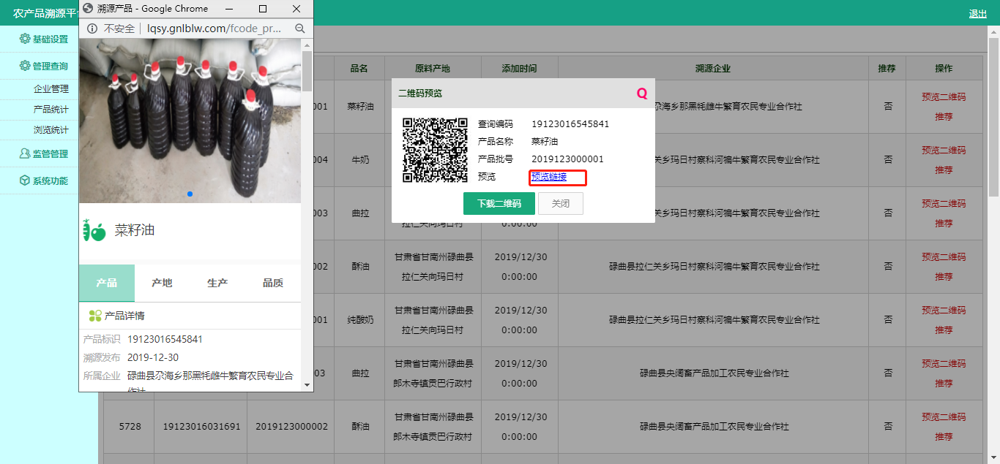 农产品溯源平
退出
溯源产品 - Google Chrome
不安全 | lqsy.gnlblw.com/fcode_pr...
基础设置
管理查询
企业管理
产品统计
浏览统计
监管管理
系统功能
菜籽油
产品 产地 生产 品质
产品详情
产品标识 19123016545841
溯源发布 2019-12-30
所属企业 碌曲县尕海乡那黑牦雌牛繁育农民专业合
作社
二维码预览
Q
查询编码 19123016545841
产品名称 菜籽油
产品批号 2019123000001
预览 预览链接
下载二维码 关闭
品名 原料产地 添加时间 溯源企业 推荐 操作
001 菜籽油 尕海乡那黑牦雌牛繁育农民专业合作社 否 预览二维码
推荐
004 牛奶 关乡玛日村察科河犏牛繁育农民专业合作社 否 预览二维码
推荐
003 曲拉 关乡玛日村察科河犏牛繁育农民专业合作社 否 预览二维码
拉仁关向玛日村 0:00:00 推荐
002 酥油 甘肃省甘南州碌曲县 2019/12/30 碌曲县拉仁关乡玛日村察科河犏牛繁育农民专业合作社 否 预览二维码
拉仁关向玛日村 0:00:00 推荐
001 纯酸奶 甘肃省甘南州碌曲县 2019/12/30 碌曲县拉仁关乡玛日村察科河犏牛繁育农民专业合作社 否 预览二维码
拉仁关向玛日村 0:00:00 推荐
003 曲拉 甘肃省甘南州碌曲县 2019/12/30 碌曲县央阔畜产品加工农民专业合作社 否 预览二维码
郎木寺镇贡巴行政村 0:00:00 推荐
5728 19123016031691 2019123000002 酥油 甘肃省甘南州碌曲县 2019/12/30 碌曲县央阔畜产品加工农民专业合作社 否 预览二维码
郎木寺镇贡巴行政村 0:00:00 推荐